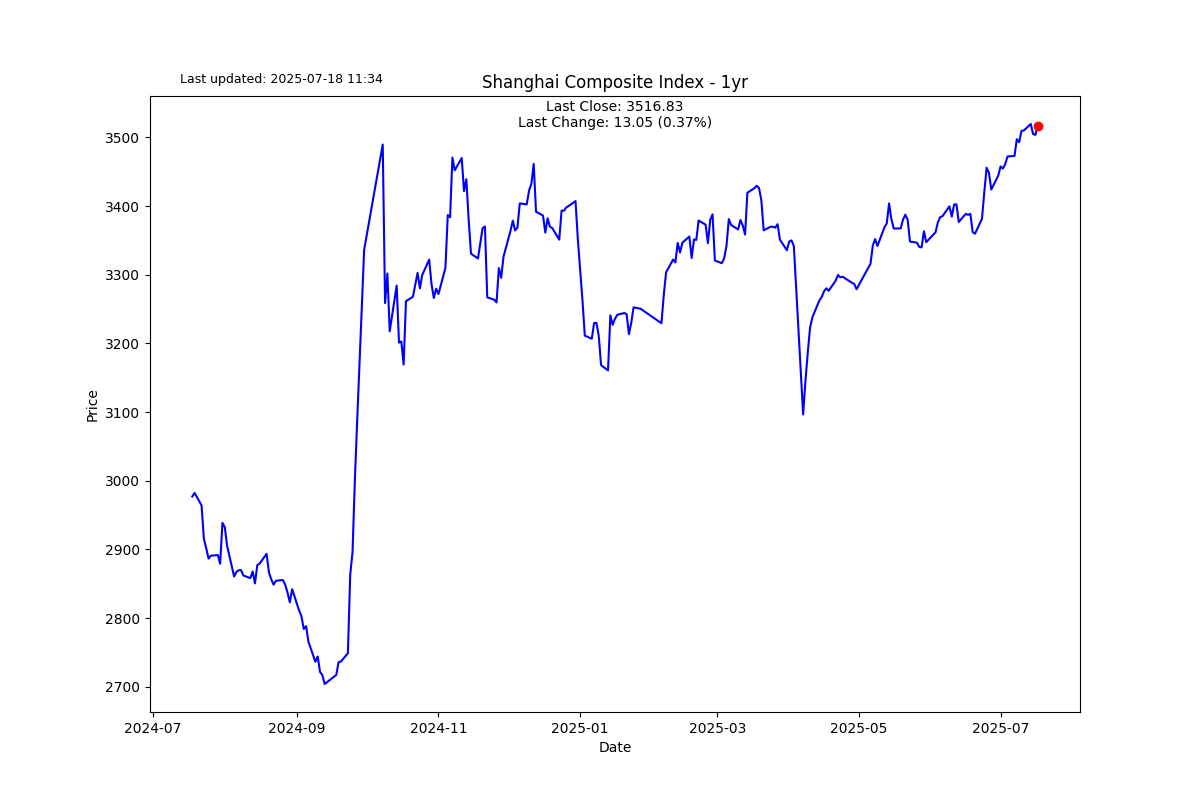 Last updated: 2025-07-18 11:34
Shanghai Composite Index - 1yr
Last Close: 3516.83
Last Change: 13.05 (0.37%)
3500
3400
3300
3200
3100
3000
2900
2800
2700
Price
2024-07
2024-09
2024-11
2025-01
2025-03
2025-05
2025-07
Date